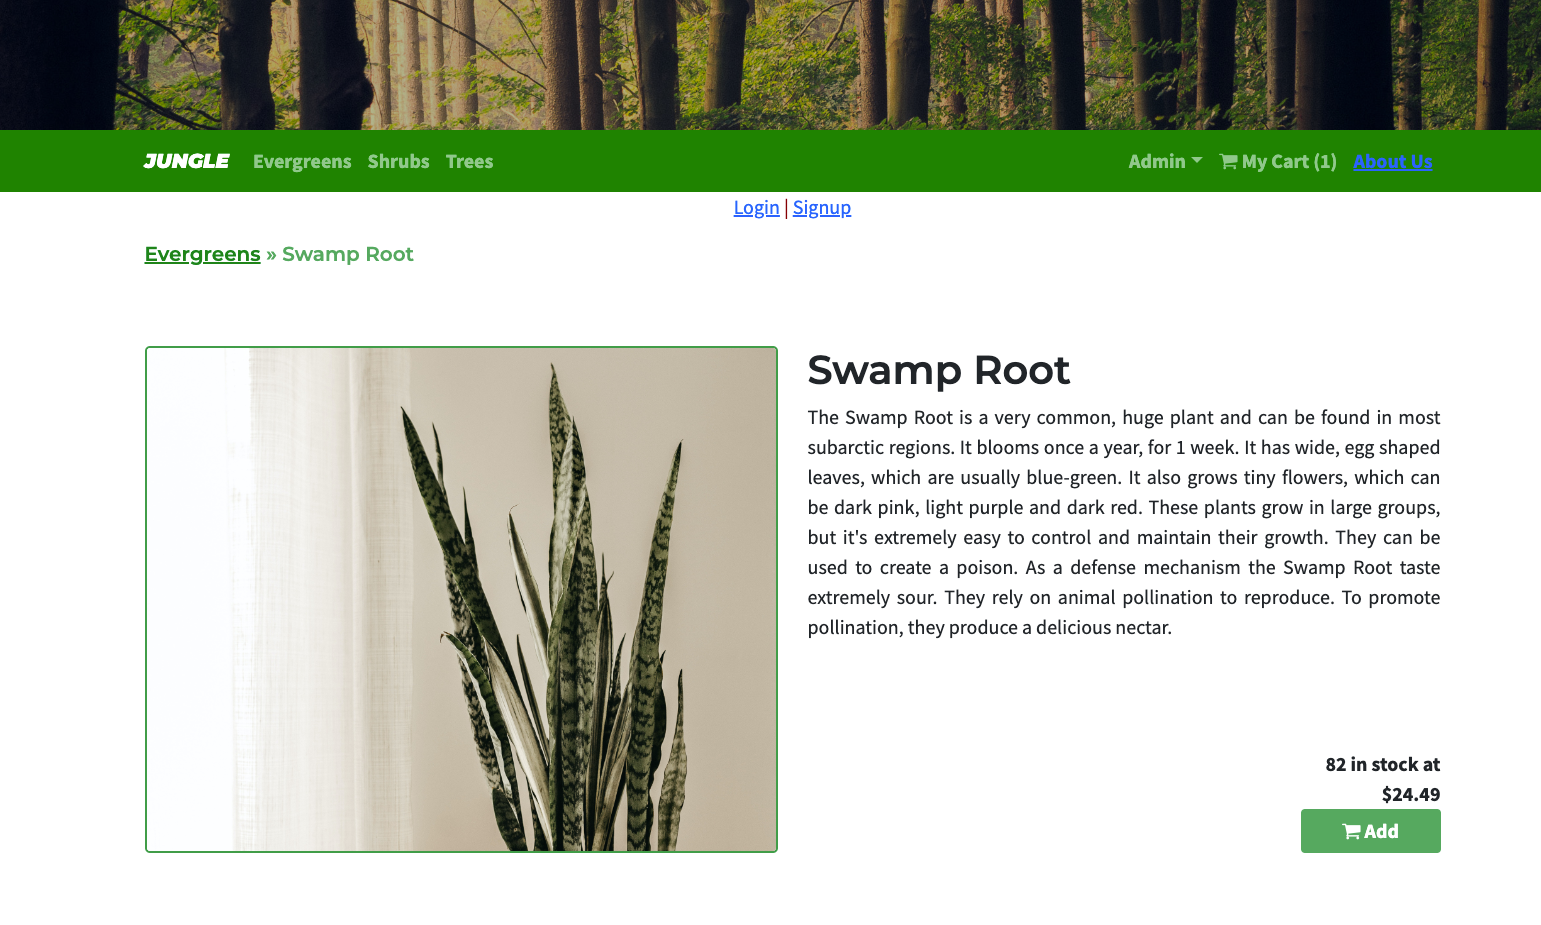 JUNGLE Evergreens Shrubs Trees Admin My Cart (1) About Us
Login | Signup
Evergreens » Swamp Root
Swamp Root
The Swamp Root is a very common, huge plant and can be found in most
subarctic regions. It blooms once a year, for 1 week. It has wide, egg shaped
leaves, which are usually blue-green. It also grows tiny flowers, which can
be dark pink, light purple and dark red. These plants grow in large groups,
but it's extremely easy to control and maintain their growth. They can be
used to create a poison. As a defense mechanism the Swamp Root taste
extremely sour. They rely on animal pollination to reproduce. To promote
pollination, they produce a delicious nectar.
82 in stock at
$24.49
Add